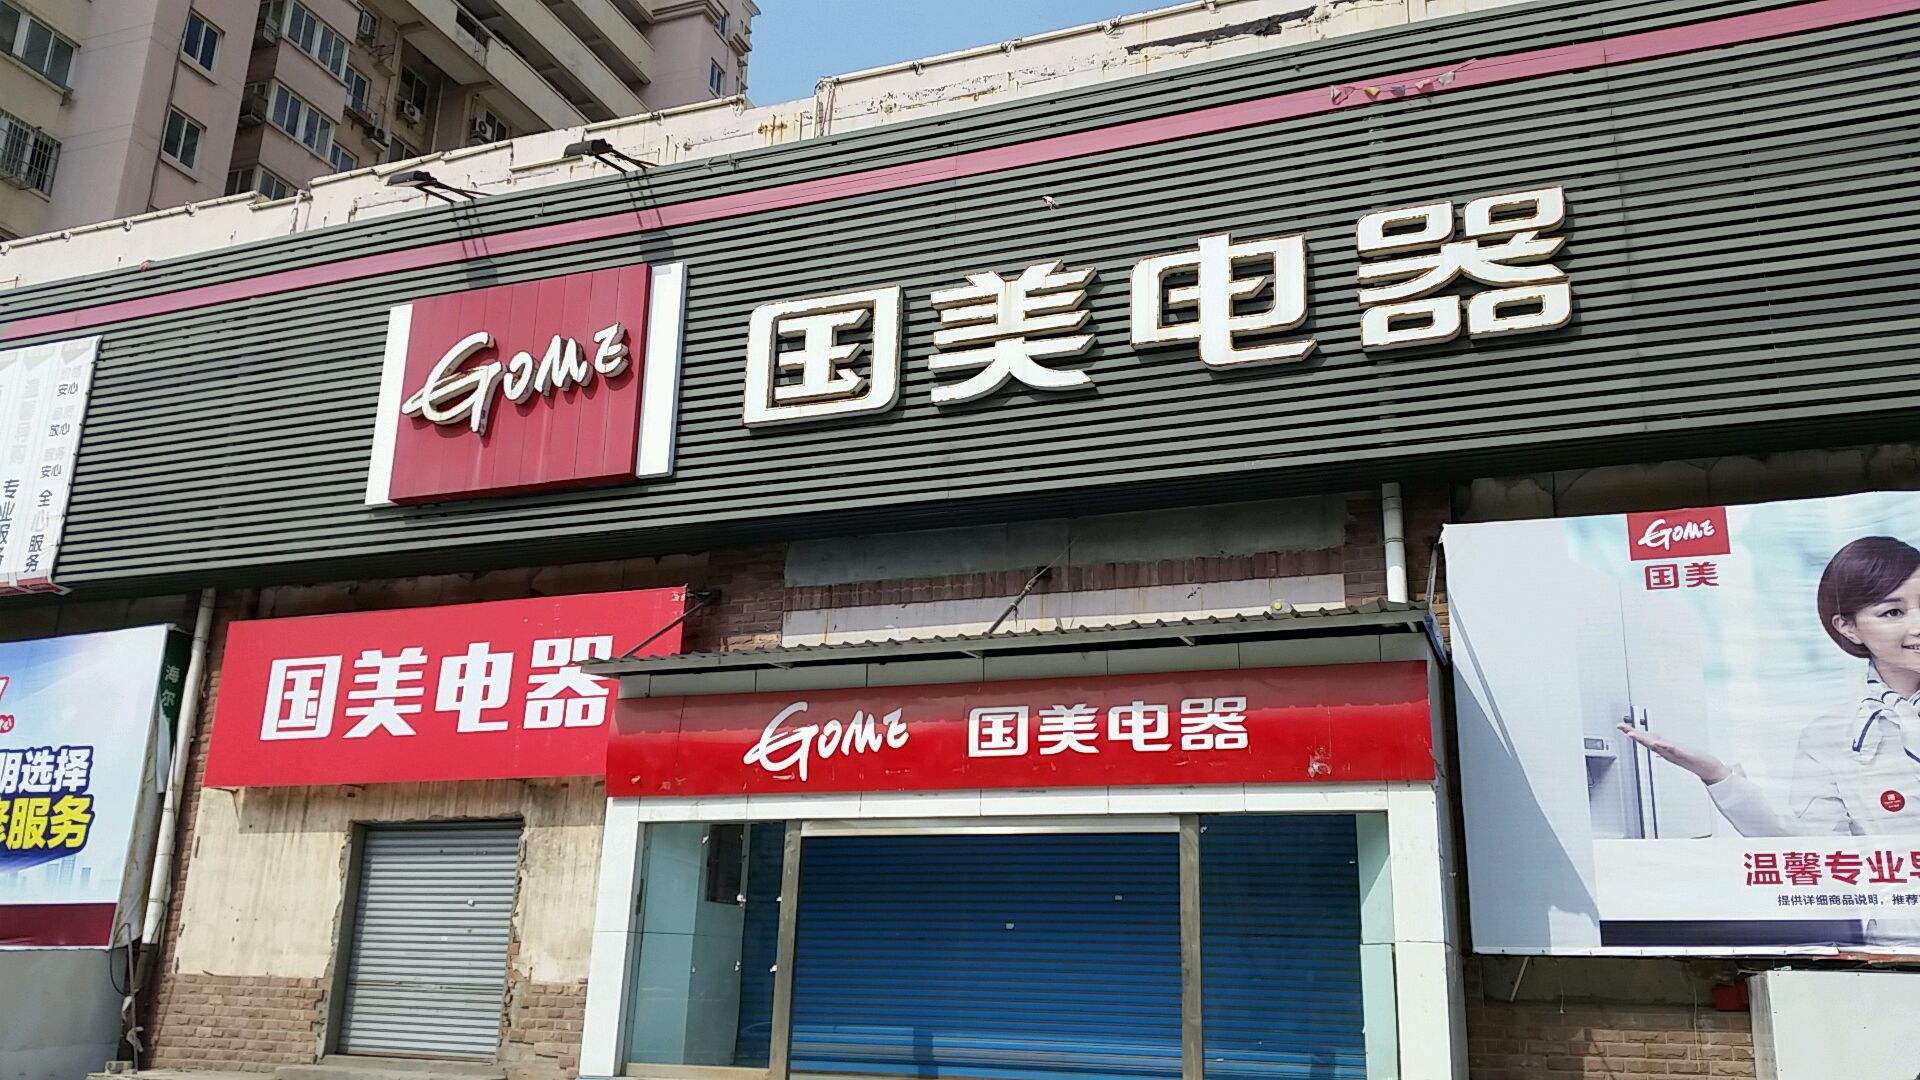 GOME 国美电器
国美电器
GOME 国美电器
GOME
国美
温馨专业
提供详细商品说明，推荐
海尔
明选择
服务
安心
放心
安心
全心服务
专业服务